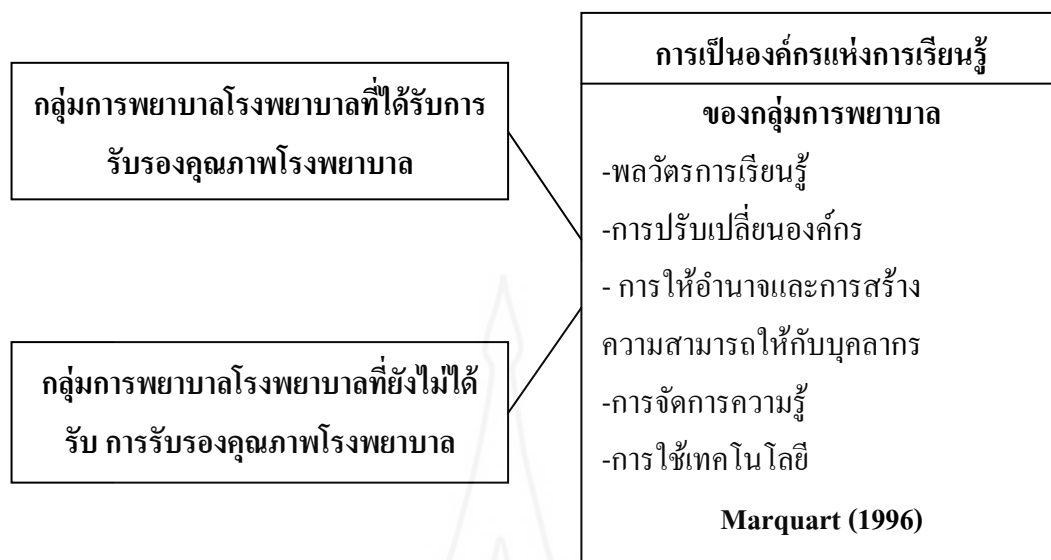 กลุ่มการพยาบาลโรงพยาบาลที่ได้รับการ
รับรองคุณภาพโรงพยาบาล
กลุ่มการพยาบาลโรงพยาบาลที่ยังไม่ได้
รับ การรับรองคุณภาพโรงพยาบาล
การเป็นองค์กรแห่งการเรียนรู้
ของกลุ่มการพยาบาล
-พลวัตรการเรียนรู้
-การปรับเปลี่ยนองค์กร
- การให้อำนาจและการสร้าง
ความสามารถให้กับบุคลากร
-การจัดการความรู้
-การใช้เทคโนโลยี
Marquart (1996)